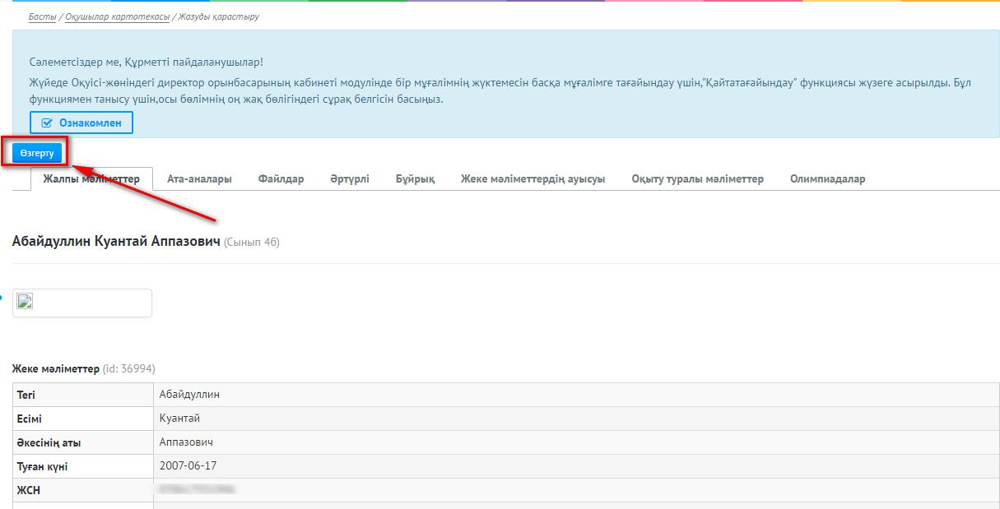 Басты / Оқушылар картотекасы / Жазуды қарастыру
Сәлеметсіздер ме, Құрметті пайдаланушылар!
Жүйеде Оқуісі-жөніндегі директор орынбасарының кабинеті модулінде бір мұғалімнің жүктемесін басқа мұғалімге тағайындау үшін,"Қайтатағайындау" функциясы жүзеге асырылды. Бұл
функциямен танысу үшін,осы бөлімнің оң жақ бөлігіндегі сұрақ белгісін басыңыз.
Ознакомлен
Өзгерту
Жалпы мәліметтер Ата-аналары Файлдар Әртүрлі Бұйрық Жеке мәліметтердің ауысуы Оқыту туралы мәліметтер Олимпиадалар
Абайдуллин Куантай Аппазович (Сынып 4б)
Жеке мәліметтер (id: 36994)
Тегі Абайдуллин
Есімі Куантай
Әкесінің аты Аппазович
Туған күні 2007-06-17
ЖСН